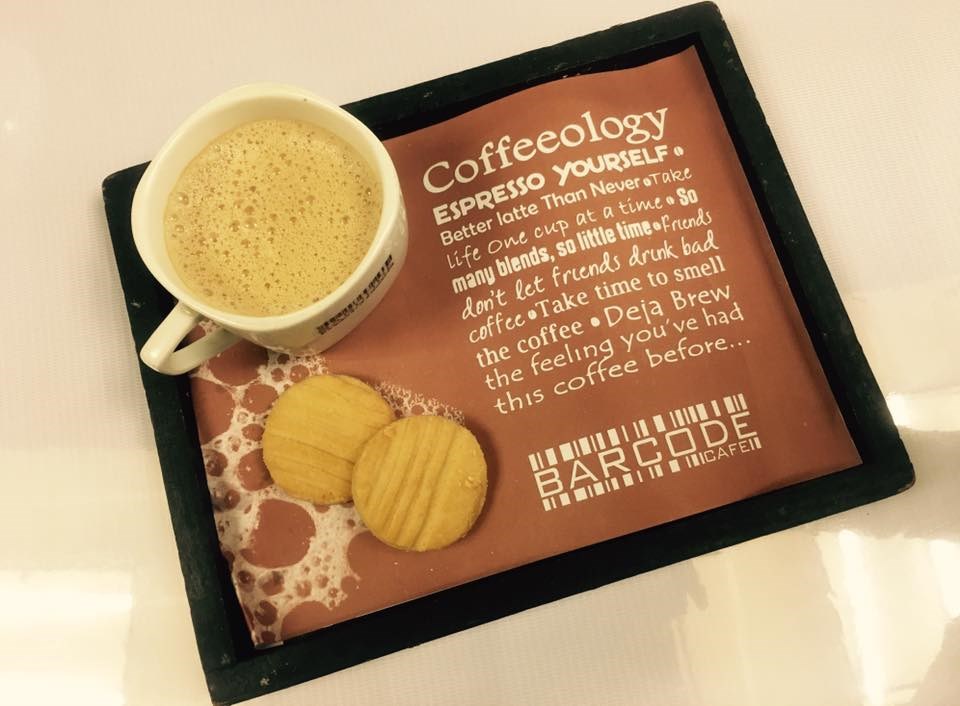 Coffeeology
ESPRESSO YOURSELF •
Better latte Than Never • Take
life One cup at a time • So
many blends, so little time • Friends
don't let friends drink bad
coffee • Take time to smell
the coffee • Deja Brew
the feeling you've had
this coffee before...
BARCODE
CAFE